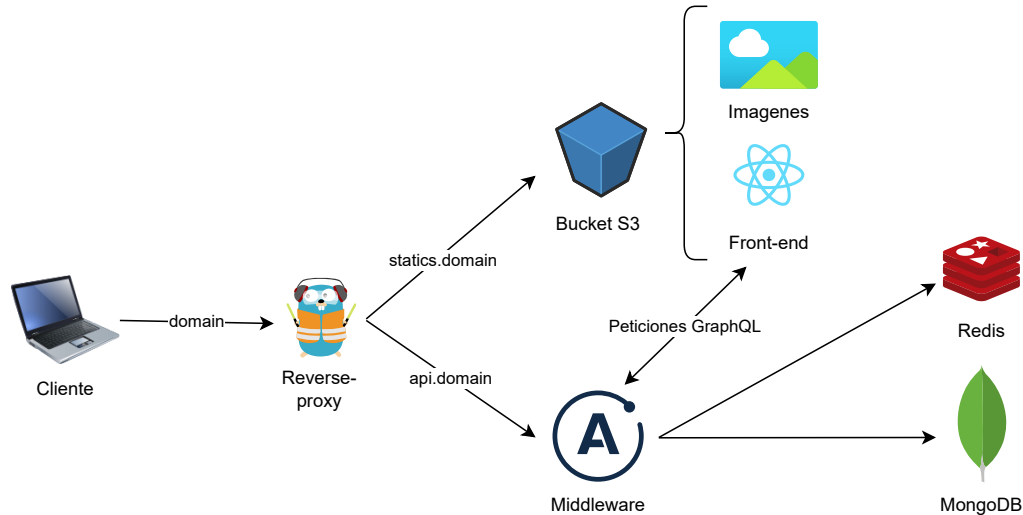 Imagenes
Bucket S3
Front-end
statics.domain
domain
Peticiones GraphQL
Redis
Cliente
Reverse-
proxy
api.domain
Middleware
MongoDB